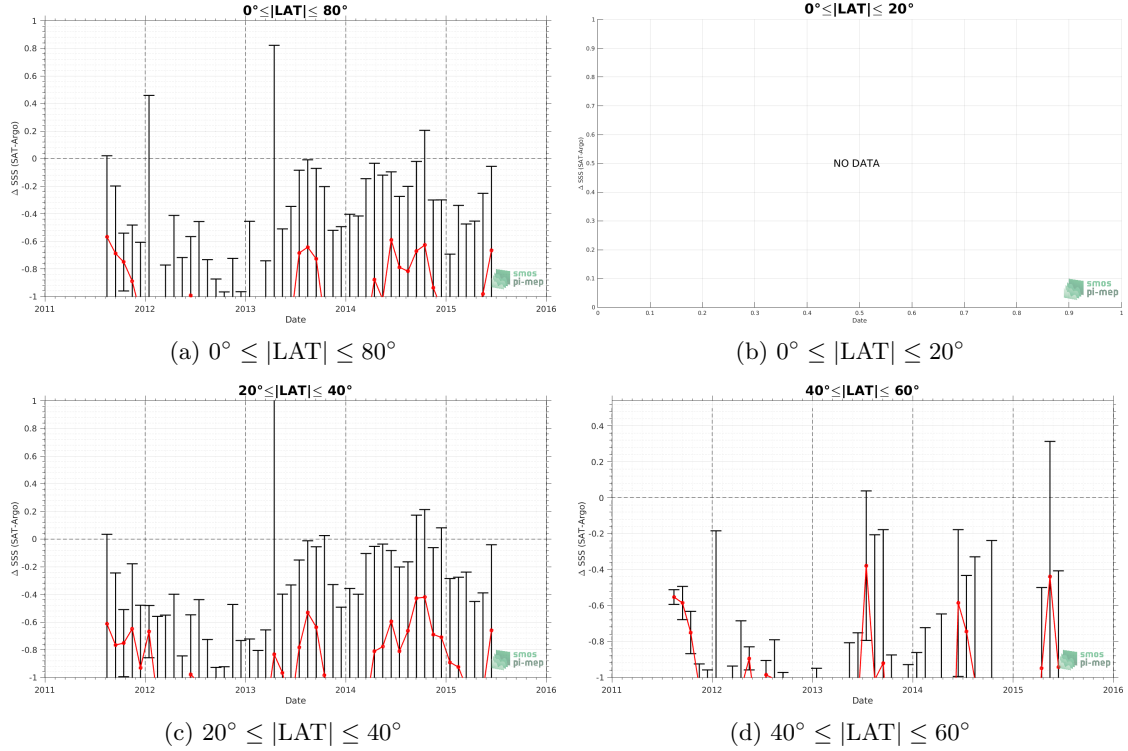 0°≤|LAT|≤ 80°
1
0.8
0.6
0.4
0.2
0
-0.2
-0.4
-0.6
-0.8
-1
Δ SSS (SAT-Argo)
2011
2012
2013
2014
2015
2016
Date
smos
pi-mep
(a) 0° ≤ |LAT| ≤ 80°
0°≤|LAT|≤ 20°
1
0.9
0.8
0.7
0.6
0.5
0.4
0.3
0.2
0.1
0
Δ SSS (SAT-Argo)
NO DATA
0
0.1
0.2
0.3
0.4
0.5
0.6
0.7
0.8
0.9
1
Date
smos
pi-mep
(b) 0° ≤ |LAT| ≤ 20°
20°≤|LAT|≤ 40°
1
0.8
0.6
0.4
0.2
0
-0.2
-0.4
-0.6
-0.8
-1
Δ SSS (SAT-Argo)
2011
2012
2013
2014
2015
2016
Date
smos
pi-mep
(c) 20° ≤ |LAT| ≤ 40°
40°≤|LAT|≤ 60°
0.4
0.2
0
-0.2
-0.4
-0.6
-0.8
-1
Δ SSS (SAT-Argo)
2011
2012
2013
2014
2015
2016
Date
smos
pi-mep
(d) 40° ≤ |LAT| ≤ 60°